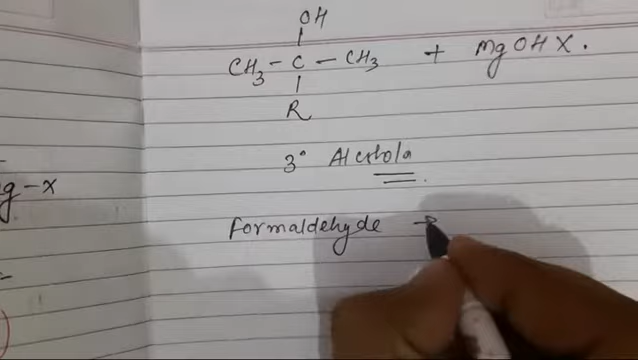 OH
CH3 - C - CH3 + MgOHX.
R
g-x
3° Alcohols
Formaldehyde →